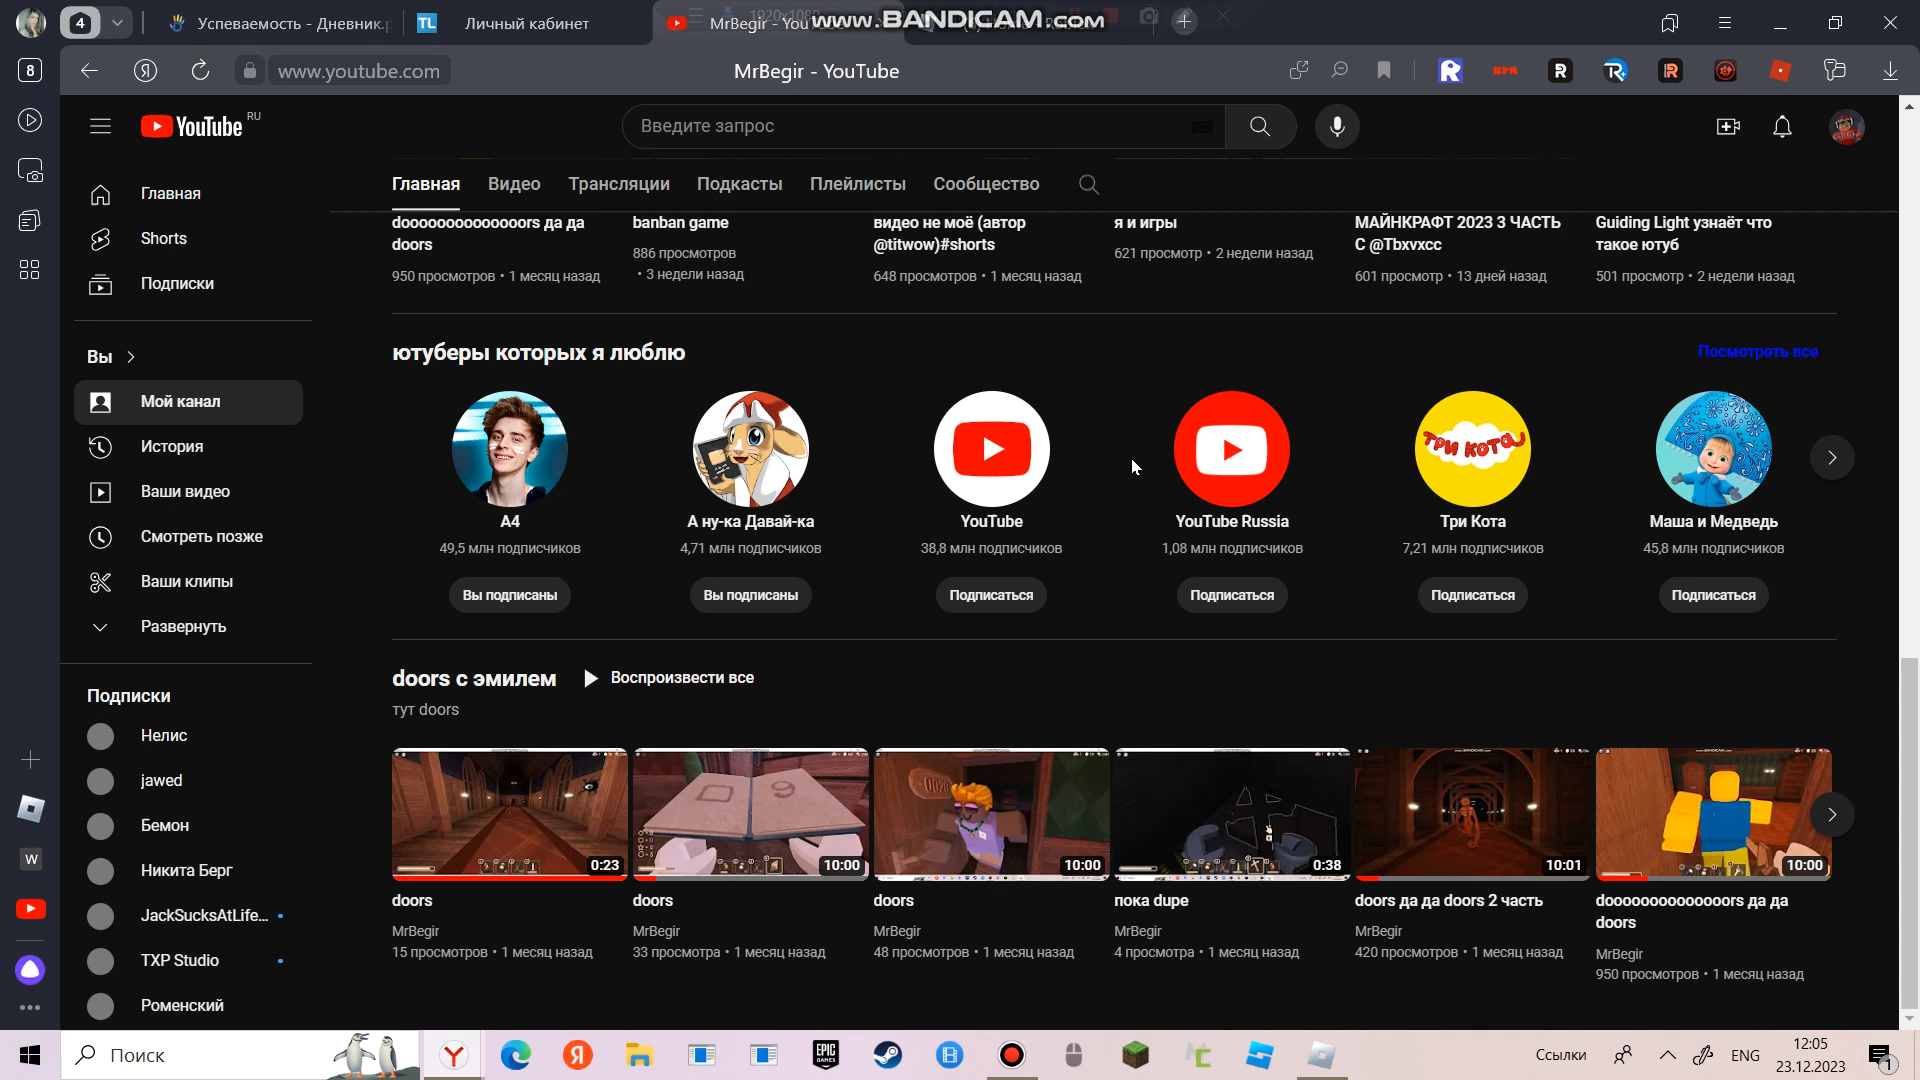 4
Успеваемость - Дневник.р
TL
Личный кабинет
MrBegir - You
www.BANDICAM.com
8
Я
www.youtube.com
MrBegir - YouTube
YouTube RU
Введите запрос
Главная
Видео
Трансляции
Подкасты
Плейлисты
Сообщество
Главная
Shorts
Подписки
Вы
Мой канал
История
Ваши видео
Смотреть позже
Ваши клипы
Развернуть
Подписки
Нелис
jawed
Бемон
Никита Берг
JackSucksAtLife...
TXP Studio
Роменский
W
doooooooooooooors да да
doors
950 просмотров • 1 месяц назад
banban game
886 просмотров
• 3 недели назад
видео не моё (автор
@titwow)#shorts
648 просмотров • 1 месяц назад
я и игры
621 просмотр • 2 недели назад
МАЙНКРАФТ 2023 3 ЧАСТЬ
С @Tbxvxcc
601 просмотр • 13 дней назад
Guiding Light узнаёт что
такое ютуб
501 просмотр • 2 недели назад
ютуберы которых я люблю
Посмотреть все
А4
49,5 млн подписчиков
Вы подписаны
А ну-ка Давай-ка
4,71 млн подписчиков
Вы подписаны
YouTube
38,8 млн подписчиков
Подписаться
YouTube Russia
1,08 млн подписчиков
Подписаться
ТРИ КОТА
Три Кота
7,21 млн подписчиков
Подписаться
Маша и Медведь
45,8 млн подписчиков
Подписаться
doors с эмилем
Воспроизвести все
тут doors
0:23
doors
MrBegir
15 просмотров • 1 месяц назад
10:00
doors
MrBegir
33 просмотра • 1 месяц назад
10:00
doors
MrBegir
48 просмотров • 1 месяц назад
0:38
пока dupe
MrBegir
4 просмотра • 1 месяц назад
10:01
doors да да doors 2 часть
MrBegir
420 просмотров • 1 месяц назад
10:00
doooooooooooooors да да
doors
MrBegir
950 просмотров • 1 месяц назад
Поиск
EPIC
GAMES
Ссылки
ENG
12:05
23.12.2023
1